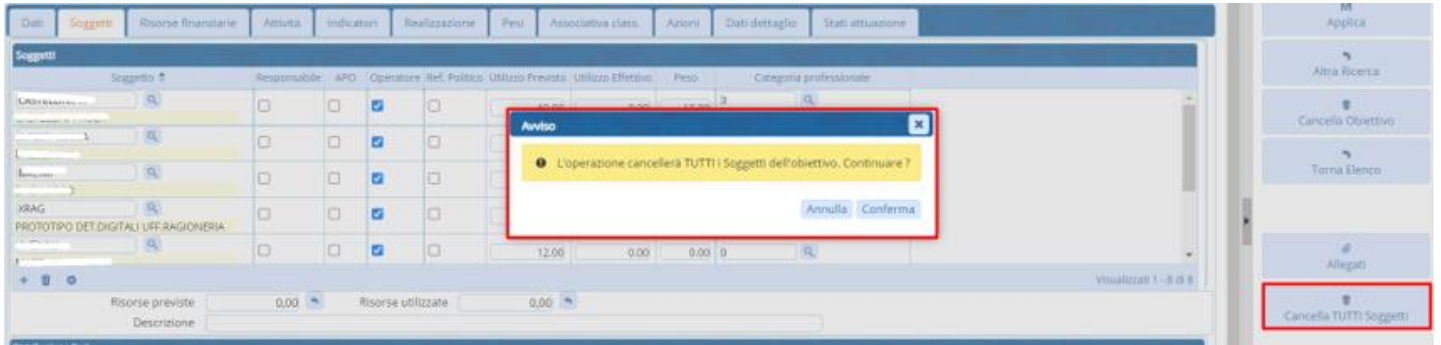 Dati Soggetti Risorse finanziarie Attività Indicatori Realizzazione Pesi Associativa class. Azioni Dati dettaglio Stati attuazione
Applica
Soggetti
Altra Ricerca
Soggetto Responsabile APO Operatore Ref. Politico Utilizzo Previsto Utilizzo Effettivo Peso Categoria professionale
3
Avviso
Cancella Obiettivo
L'operazione cancellerà TUTTI i Soggetti dell'obiettivo. Continuare ?
Torna Elenco
XRAG
Annulla Conferma
PROTOTIPO DET.DIGITALI UFF.RAGIONERIA
12.00 0.00 0.00 0
Allegati
Visualizzati 1 - 8 di 8
Risorse previste 0,00 Risorse utilizzate 0,00
Cancella TUTTI Soggetti
Descrizione